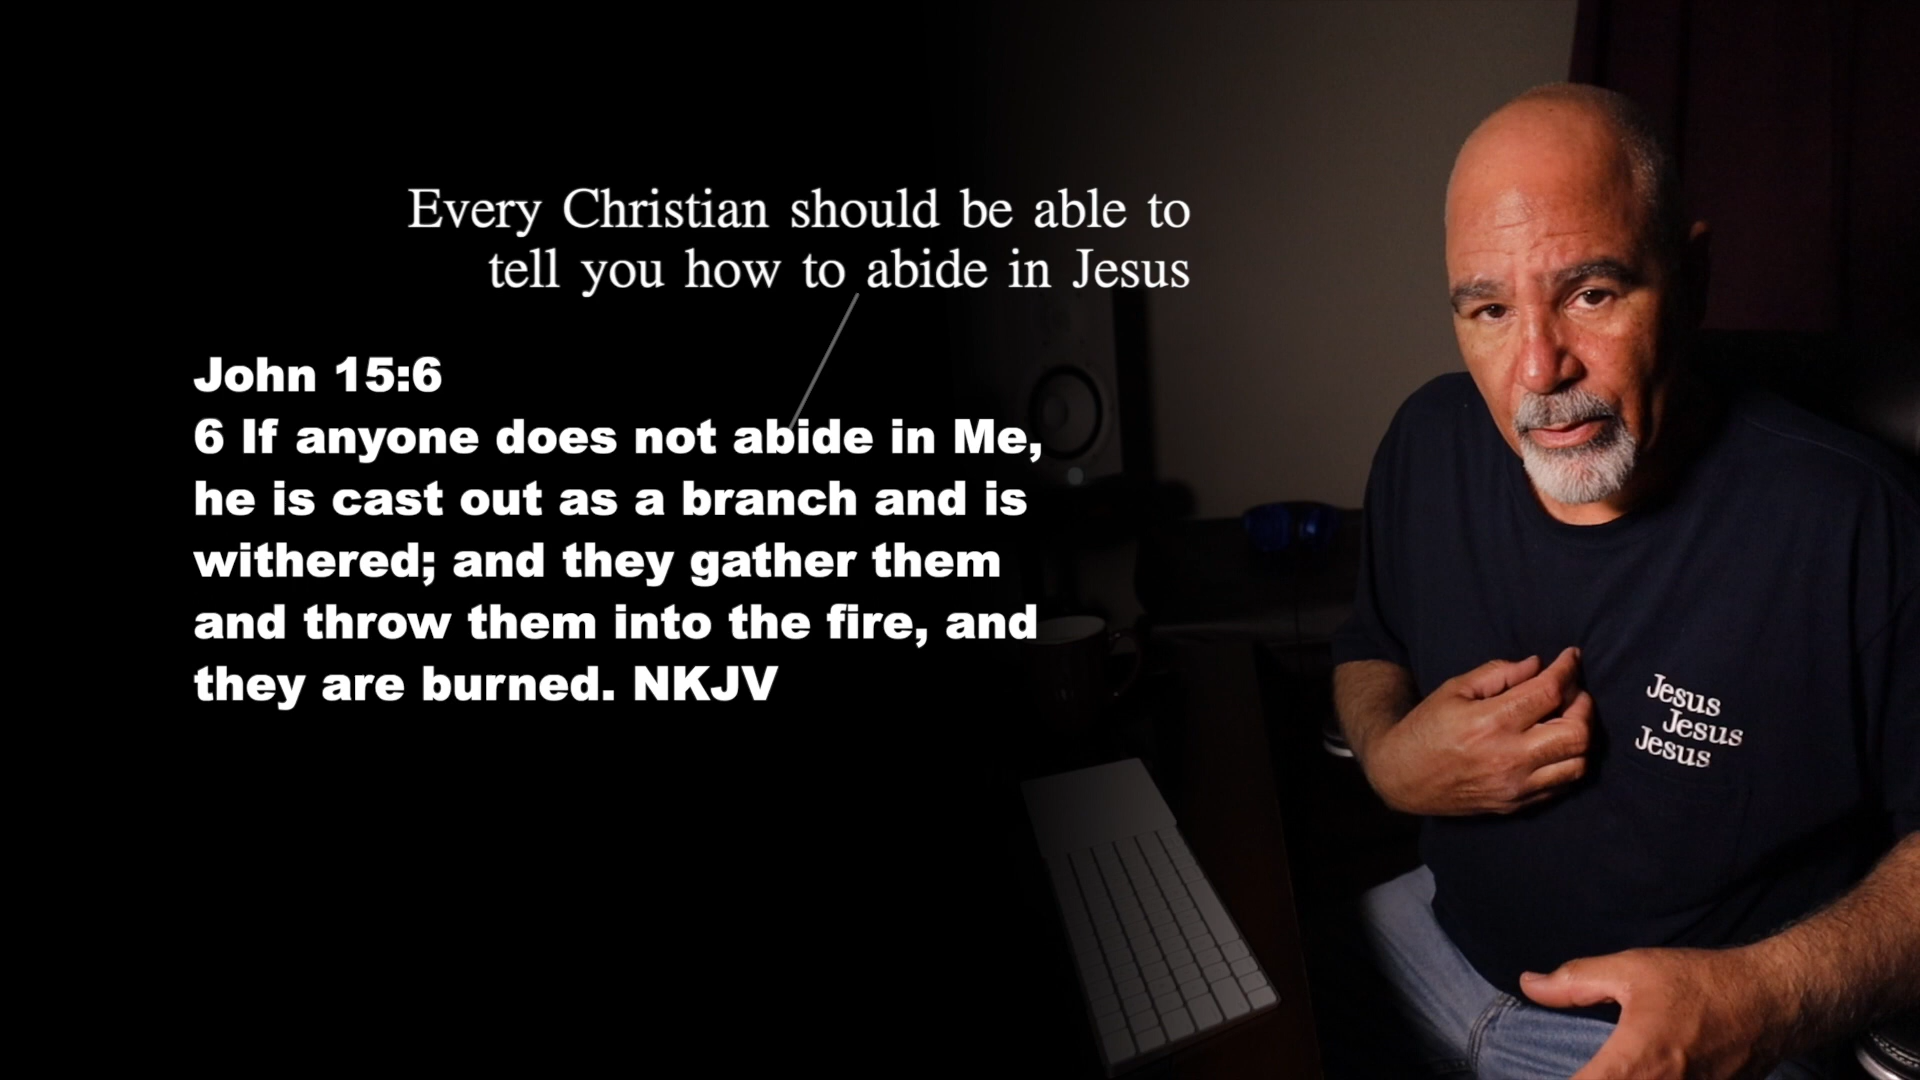 Every Christian should be able to
tell you how to abide in Jesus
John 15:6
6 If anyone does not abide in Me,
he is cast out as a branch and is
withered; and they gather them
and throw them into the fire, and
they are burned. NKJV
Jesus
Jesus
Jesus